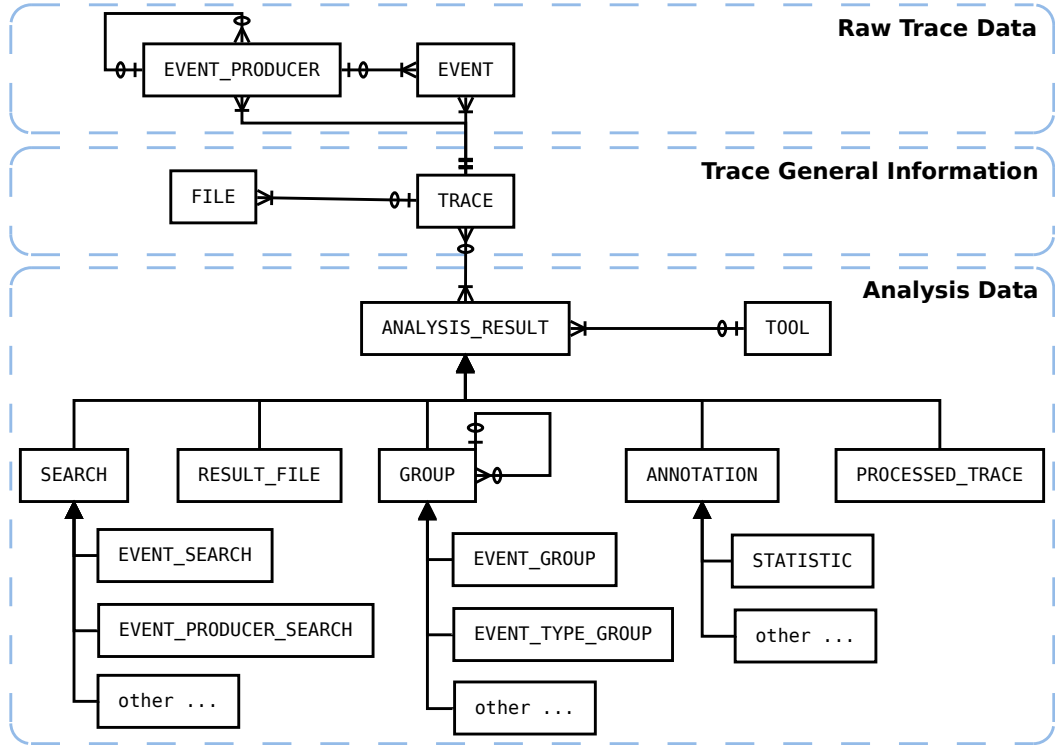 Raw Trace Data
EVENT_PRODUCER
EVENT
Trace General Information
FILE
TRACE
Analysis Data
ANALYSIS_RESULT
TOOL
SEARCH
RESULT_FILE
GROUP
ANNOTATION
PROCESSED_TRACE
EVENT_SEARCH
EVENT_PRODUCER_SEARCH
other ...
EVENT_GROUP
EVENT_TYPE_GROUP
other ...
STATISTIC
other ...